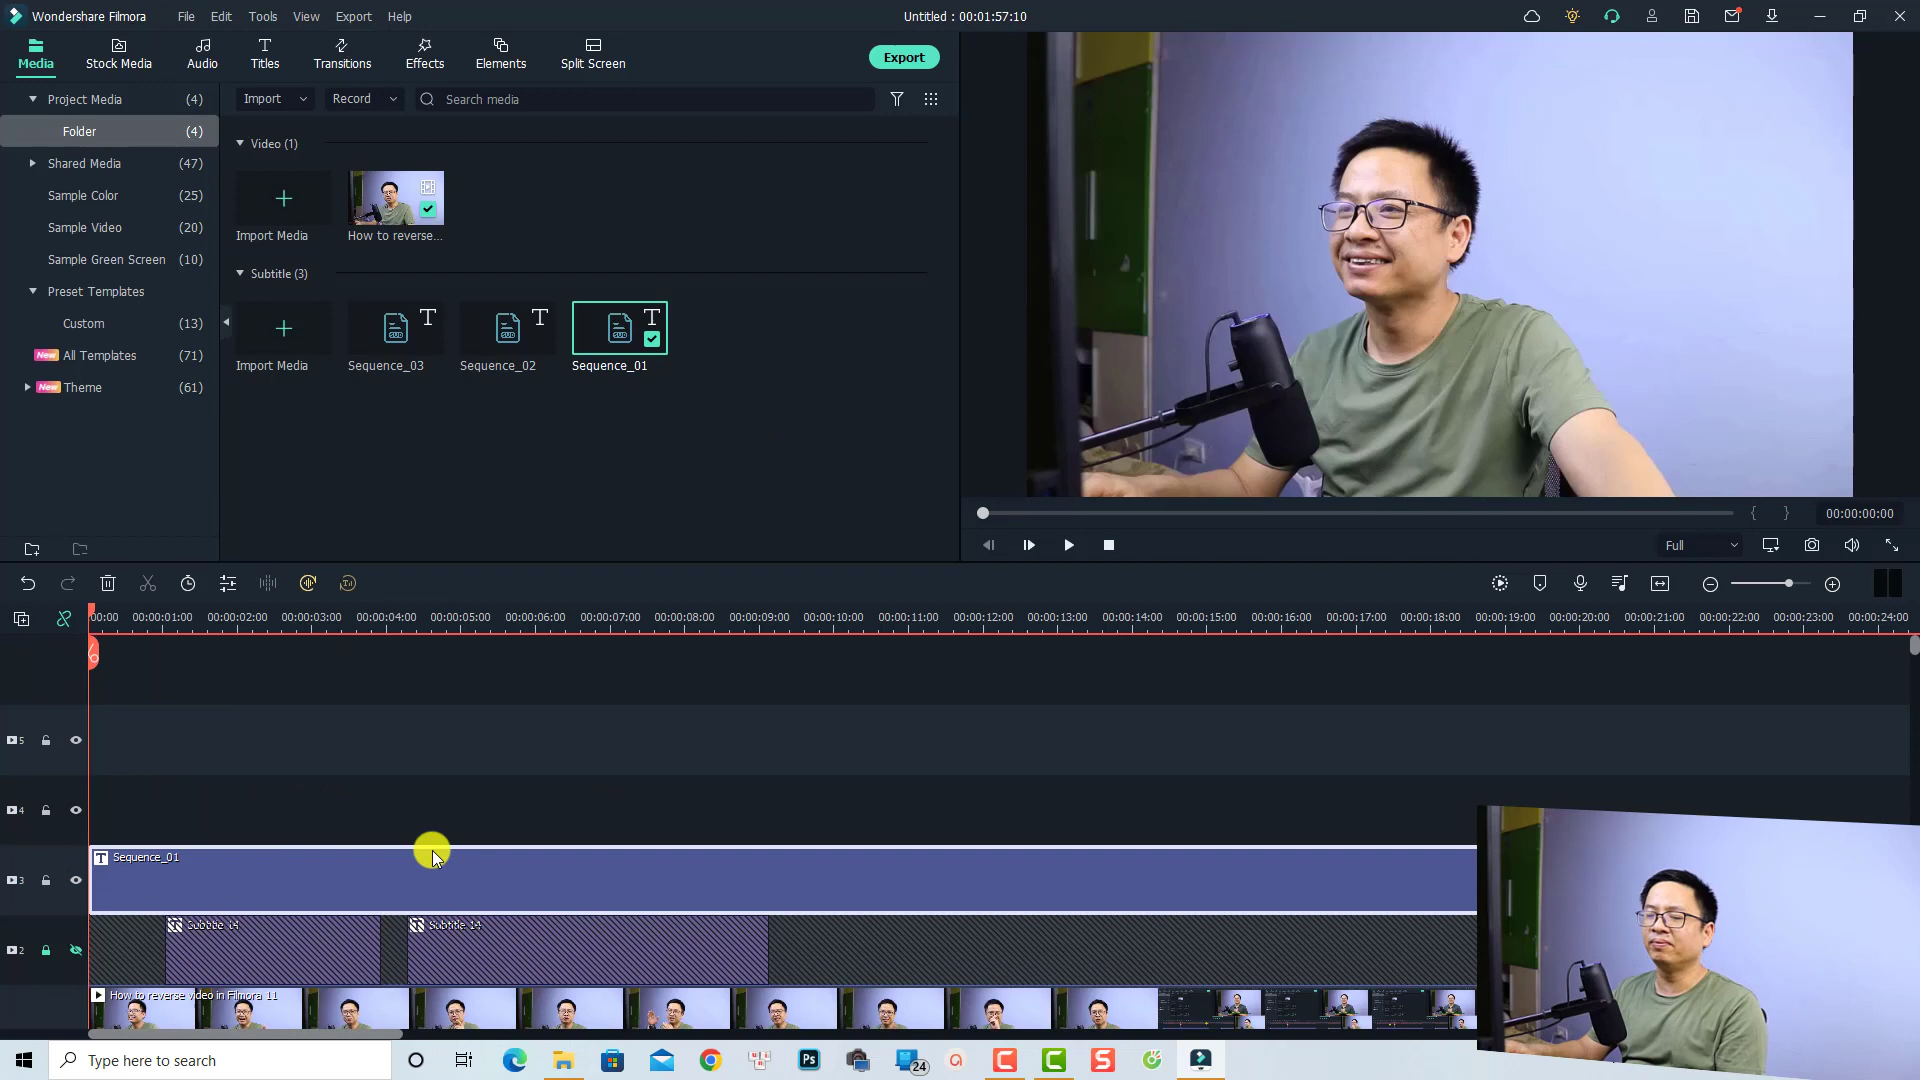 Wondershare Filmora File Edit Tools View Export Help Untitled : 00:01:57:10
Media Stock Media Audio Titles Transitions Effects Elements Split Screen Export
Project Media (4)
Folder (4)
Shared Media (47)
Sample Color (25)
Sample Video (20)
Sample Green Screen (10)
Preset Templates
Custom (13)
New All Templates (71)
New Theme (61)
Import Record Search media
Video (1)
Import Media How to reverse...
Subtitle (3)
Import Media Sequence_03 Sequence_02 Sequence_01
00:00:00:00
Full
00:00 00:00:01:00 00:00:02:00 00:00:03:00 00:00:04:00 00:00:05:00 00:00:06:00 00:00:07:00 00:00:08:00 00:00:09:00 00:00:10:00 00:00:11:00 00:00:12:00 00:00:13:00 00:00:14:00 00:00:15:00 00:00:16:00 00:00:17:00 00:00:18:00 00:00:19:00 00:00:20:00 00:00:21:00 00:00:22:00 00:00:23:00 00:00:24:00
5
4
3 T Sequence_01
2 Subtitle 14 Subtitle 14
How to reverse video in Filmora 11
Type here to search Ps 24 C C S